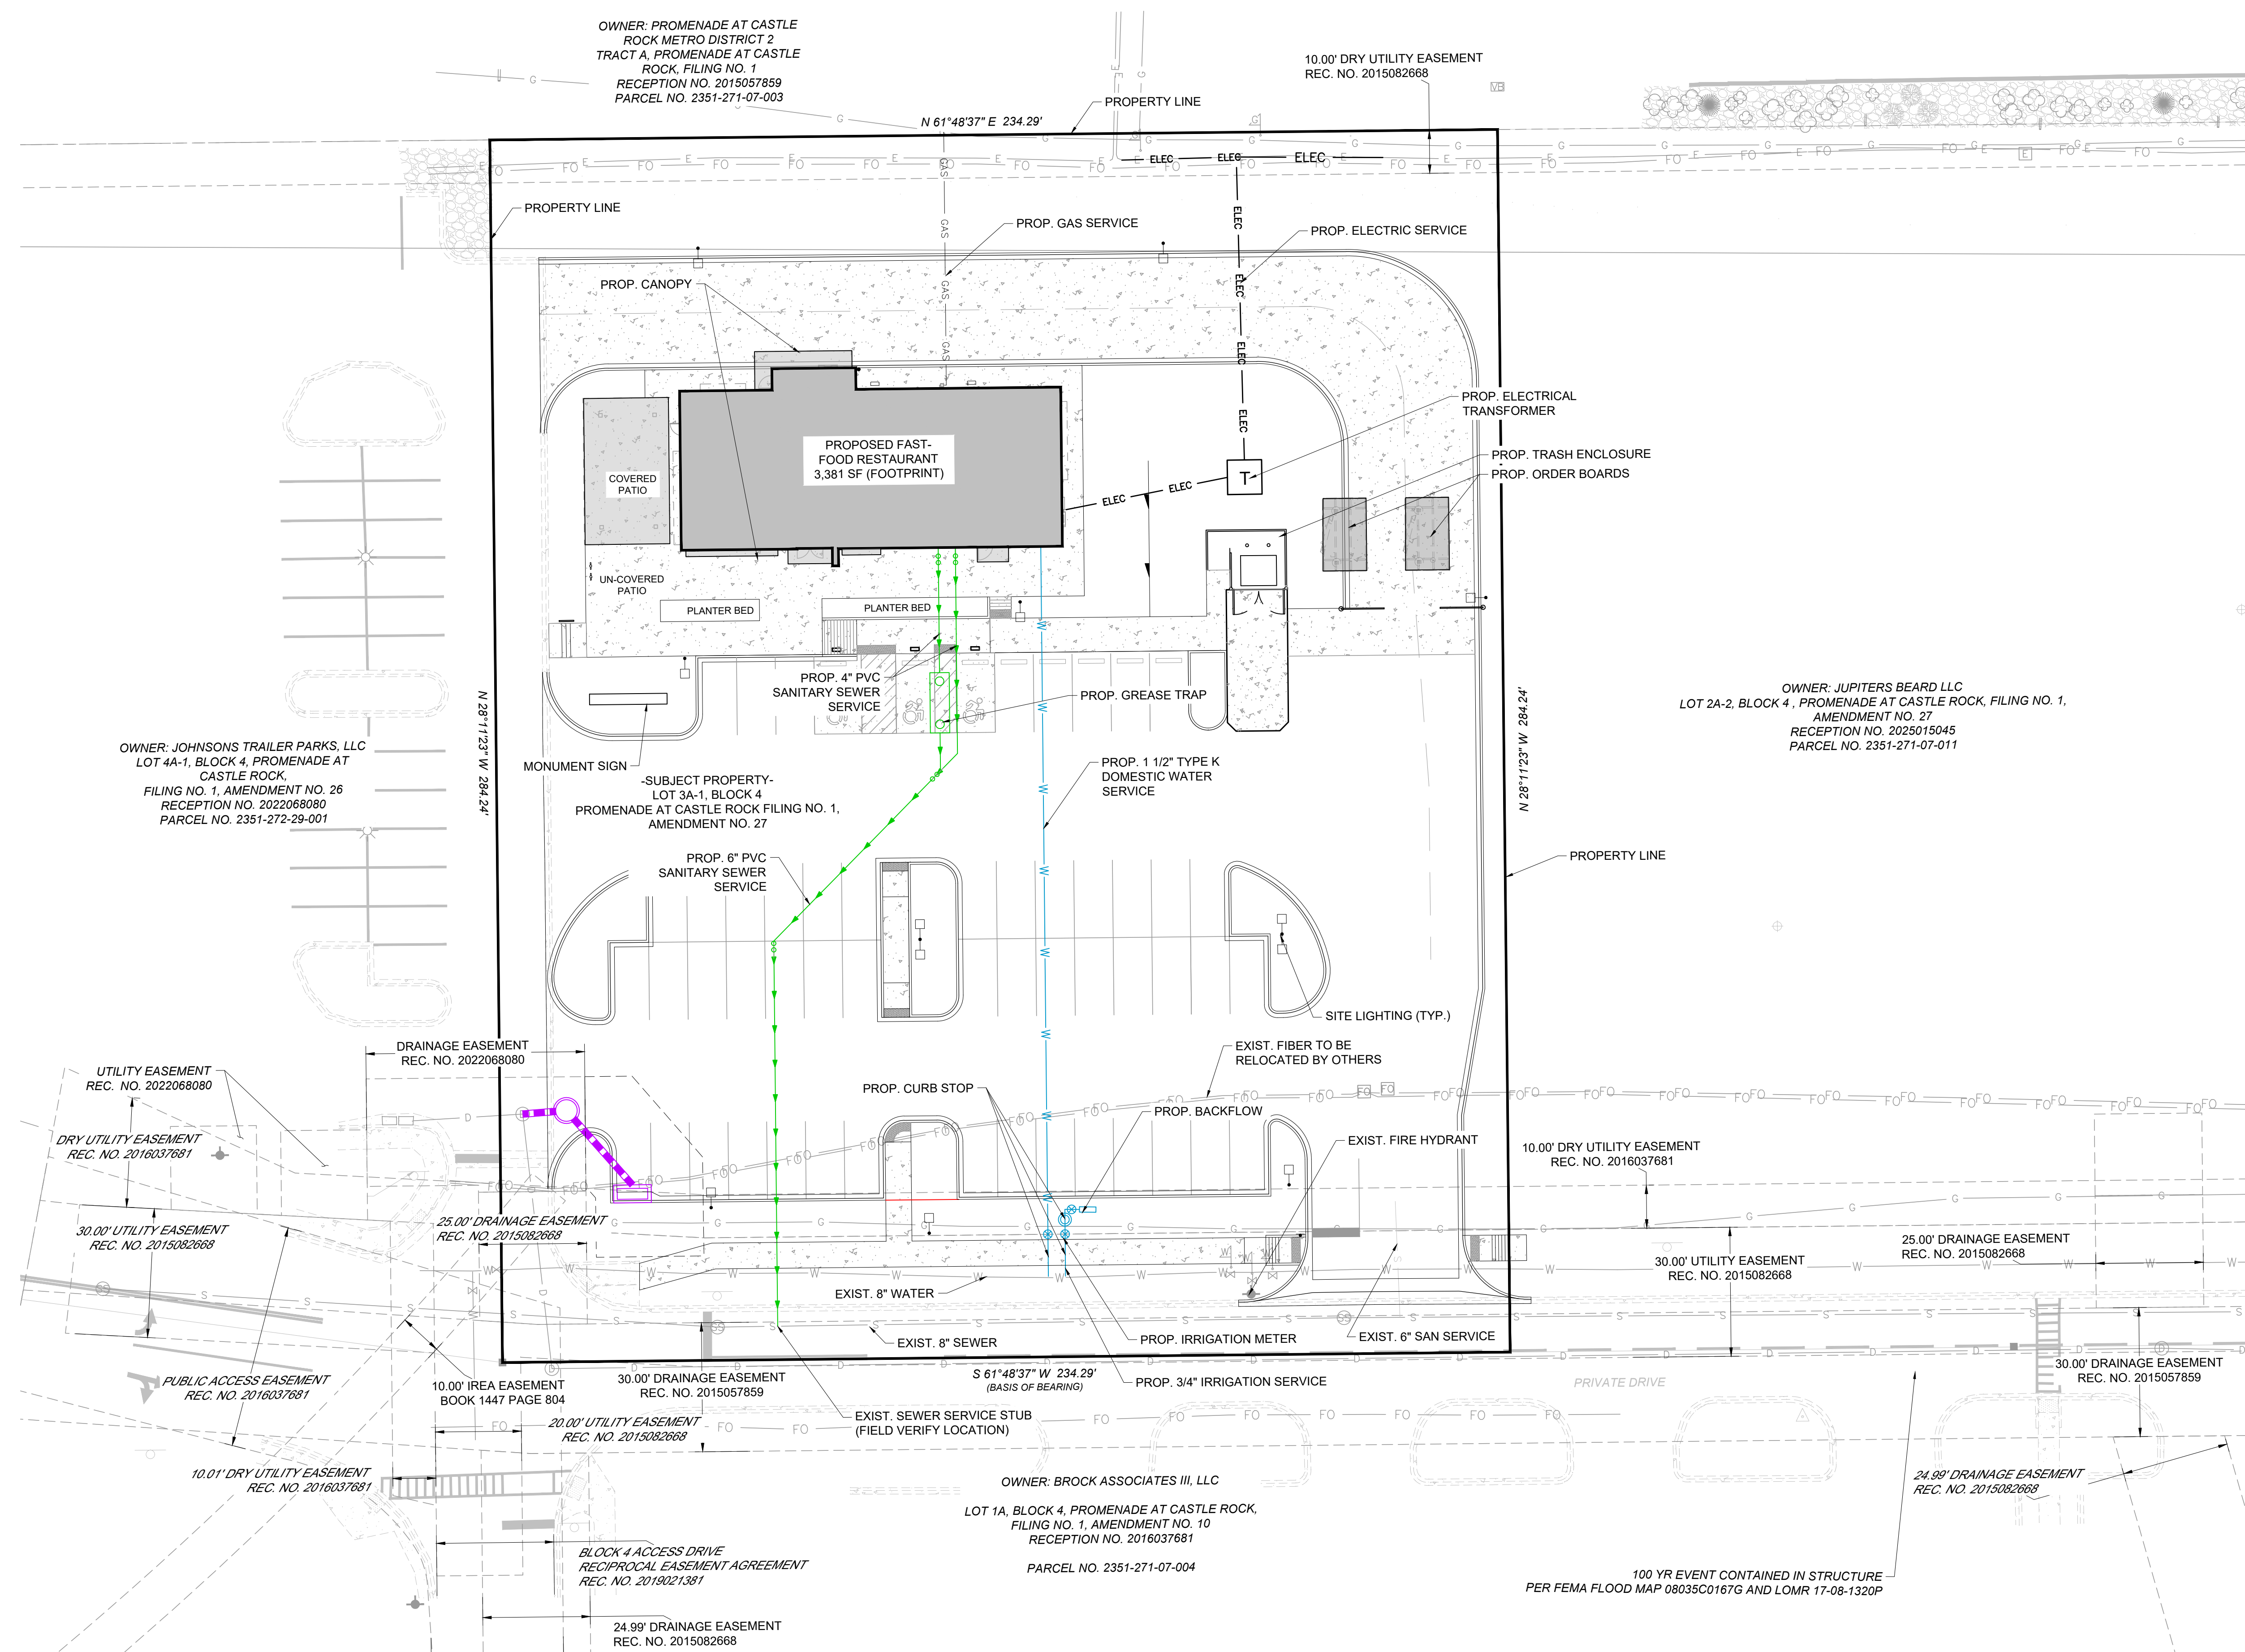 OWNER: PROMENADE AT CASTLE
ROCK METRO DISTRICT 2
TRACT A, PROMENADE AT CASTLE
ROCK, FILING NO. 1
RECEPTION NO. 2015057859
PARCEL NO. 2351-271-07-003
10.00' DRY UTILITY EASEMENT
REC. NO. 2015082668
PROPERTY LINE
N 61°48'37" E 234.29'
PROPERTY LINE
PROP. GAS SERVICE
PROP. ELECTRIC SERVICE
PROP. CANOPY
PROP. ELECTRICAL
TRANSFORMER
PROPOSED FAST-
FOOD RESTAURANT
3,381 SF (FOOTPRINT)
COVERED
PATIO
T
PROP. TRASH ENCLOSURE
PROP. ORDER BOARDS
UN-COVERED
PATIO
PLANTER BED
PLANTER BED
PROP. 4" PVC
SANITARY SEWER
SERVICE
PROP. GREASE TRAP
N 28°11'23" W 284.24'
N 28°11'23" W 284.24'
OWNER: JUPITERS BEARD LLC
LOT 2A-2, BLOCK 4 , PROMENADE AT CASTLE ROCK, FILING NO. 1,
AMENDMENT NO. 27
RECEPTION NO. 2025015045
PARCEL NO. 2351-271-07-011
OWNER: JOHNSONS TRAILER PARKS, LLC
LOT 4A-1, BLOCK 4, PROMENADE AT
CASTLE ROCK,
FILING NO. 1, AMENDMENT NO. 26
RECEPTION NO. 2022068080
PARCEL NO. 2351-272-29-001
MONUMENT SIGN
-SUBJECT PROPERTY-
LOT 3A-1, BLOCK 4
PROMENADE AT CASTLE ROCK FILING NO. 1,
AMENDMENT NO. 27
PROP. 1 1/2" TYPE K
DOMESTIC WATER
SERVICE
PROP. 6" PVC
SANITARY SEWER
SERVICE
PROPERTY LINE
SITE LIGHTING (TYP.)
DRAINAGE EASEMENT
REC. NO. 2022068080
EXIST. FIBER TO BE
RELOCATED BY OTHERS
UTILITY EASEMENT
REC. NO. 2022068080
PROP. CURB STOP
PROP. BACKFLOW
DRY UTILITY EASEMENT
REC. NO. 2016037681
EXIST. FIRE HYDRANT
10.00' DRY UTILITY EASEMENT
REC. NO. 2016037681
30.00' UTILITY EASEMENT
REC. NO. 2015082668
25.00' DRAINAGE EASEMENT
REC. NO. 2015082668
30.00' UTILITY EASEMENT
REC. NO. 2015082668
25.00' DRAINAGE EASEMENT
REC. NO. 2015082668
EXIST. 8" WATER
EXIST. 8" SEWER
PROP. IRRIGATION METER
EXIST. 6" SAN SERVICE
PUBLIC ACCESS EASEMENT
REC. NO. 2016037681
10.00' IREA EASEMENT
BOOK 1447 PAGE 804
30.00' DRAINAGE EASEMENT
REC. NO. 2015057859
S 61°48'37" W 234.29'
(BASIS OF BEARING)
PROP. 3/4" IRRIGATION SERVICE
PRIVATE DRIVE
30.00' DRAINAGE EASEMENT
REC. NO. 2015057859
20.00' UTILITY EASEMENT
REC. NO. 2015082668
EXIST. SEWER SERVICE STUB
(FIELD VERIFY LOCATION)
10.01' DRY UTILITY EASEMENT
REC. NO. 2016037681
OWNER: BROCK ASSOCIATES III, LLC
LOT 1A, BLOCK 4, PROMENADE AT CASTLE ROCK,
FILING NO. 1, AMENDMENT NO. 10
RECEPTION NO. 2016037681
PARCEL NO. 2351-271-07-004
24.99' DRAINAGE EASEMENT
REC. NO. 2015082668
BLOCK 4 ACCESS DRIVE
RECIPROCAL EASEMENT AGREEMENT
REC. NO. 2019021381
100 YR EVENT CONTAINED IN STRUCTURE
PER FEMA FLOOD MAP 08035C0167G AND LOMR 17-08-1320P
24.99' DRAINAGE EASEMENT
REC. NO. 2015082668